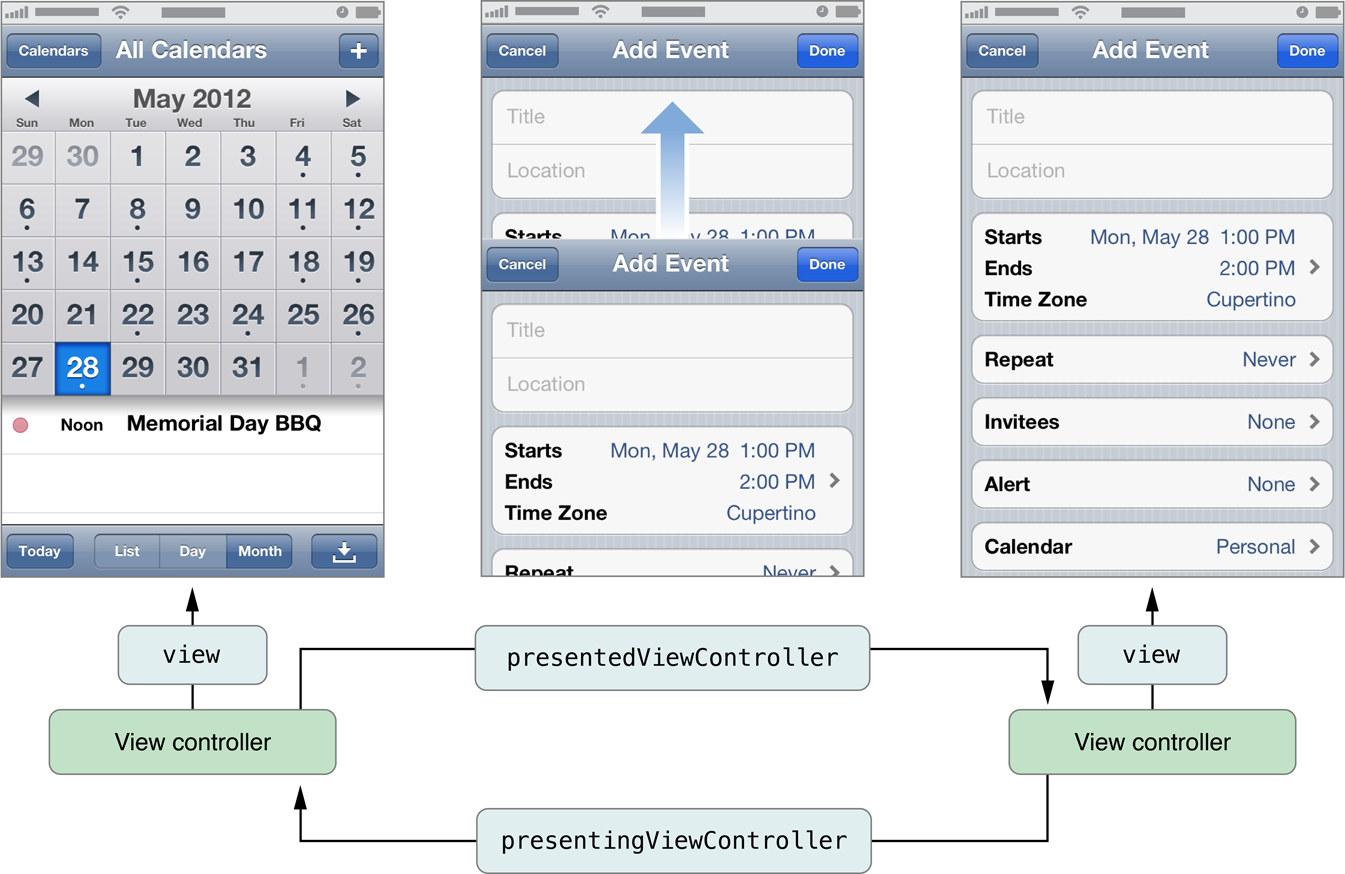 Calendars All Calendars +
May 2012
Sun Mon Tue Wed Thu Fri Sat
29 30 1 2 3 4 5
6 7 8 9 10 11 12
13 14 15 16 17 18 19
20 21 22 23 24 25 26
27 28 29 30 31 1 2
Noon Memorial Day BBQ
Today List Day Month
Cancel Add Event Done
Title
Location
Starts Mon, May 28 1:00 PM
Cancel Add Event Done
Title
Location
Starts Mon, May 28 1:00 PM
Ends 2:00 PM
Time Zone Cupertino
Repeat Never
Cancel Add Event Done
Title
Location
Starts Mon, May 28 1:00 PM
Ends 2:00 PM
Time Zone Cupertino
Repeat Never
Invitees None
Alert None
Calendar Personal
view
presentedViewController
view
View controller
View controller
presentingViewController